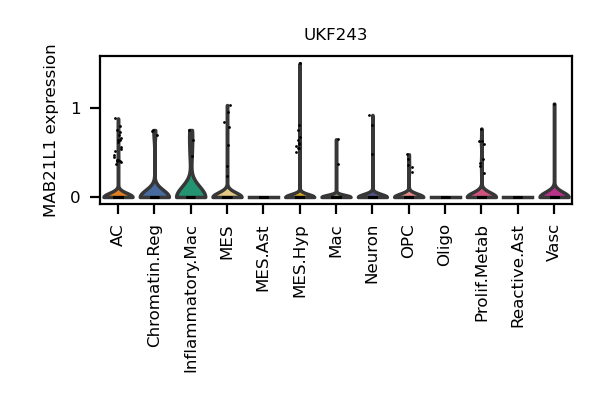 UKF243
MAB21L1 expression
1
0
AC
Chromatin.Reg
Inflammatory.Mac
MES
MES.Ast
MES.Hyp
Mac
Neuron
OPC
Oligo
Prolif.Metab
Reactive.Ast
Vasc